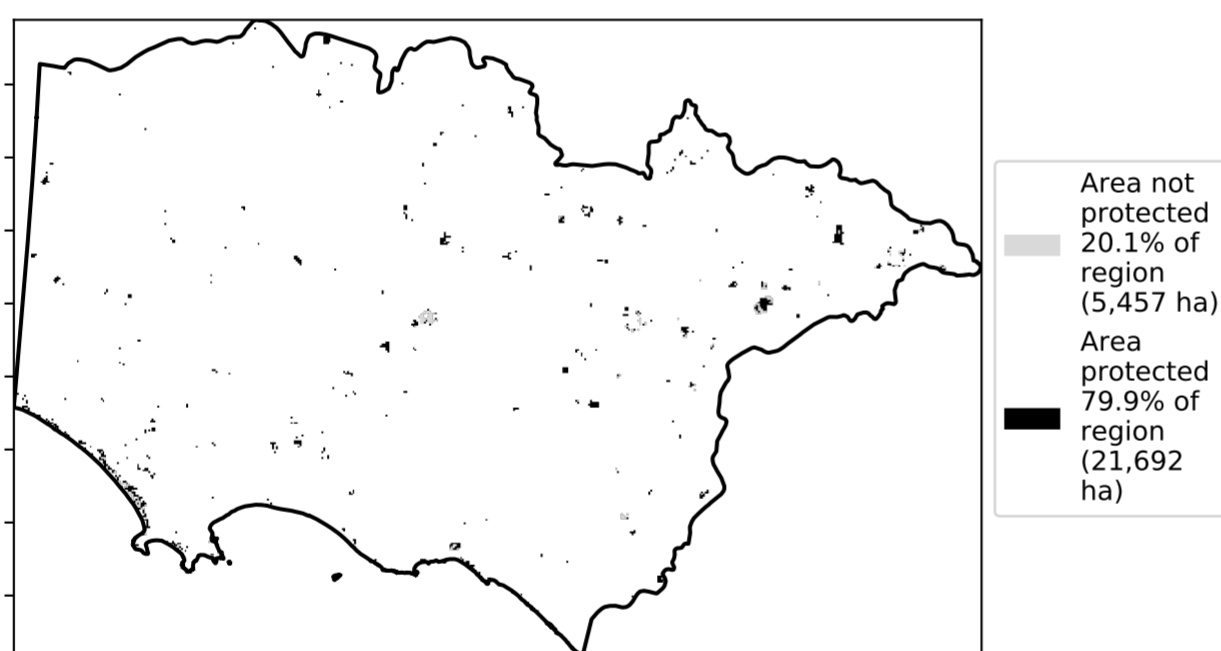 Area not
protected
20.1% of
region
(5,457 ha)
Area
protected
79.9% of
region
(21,692
ha)